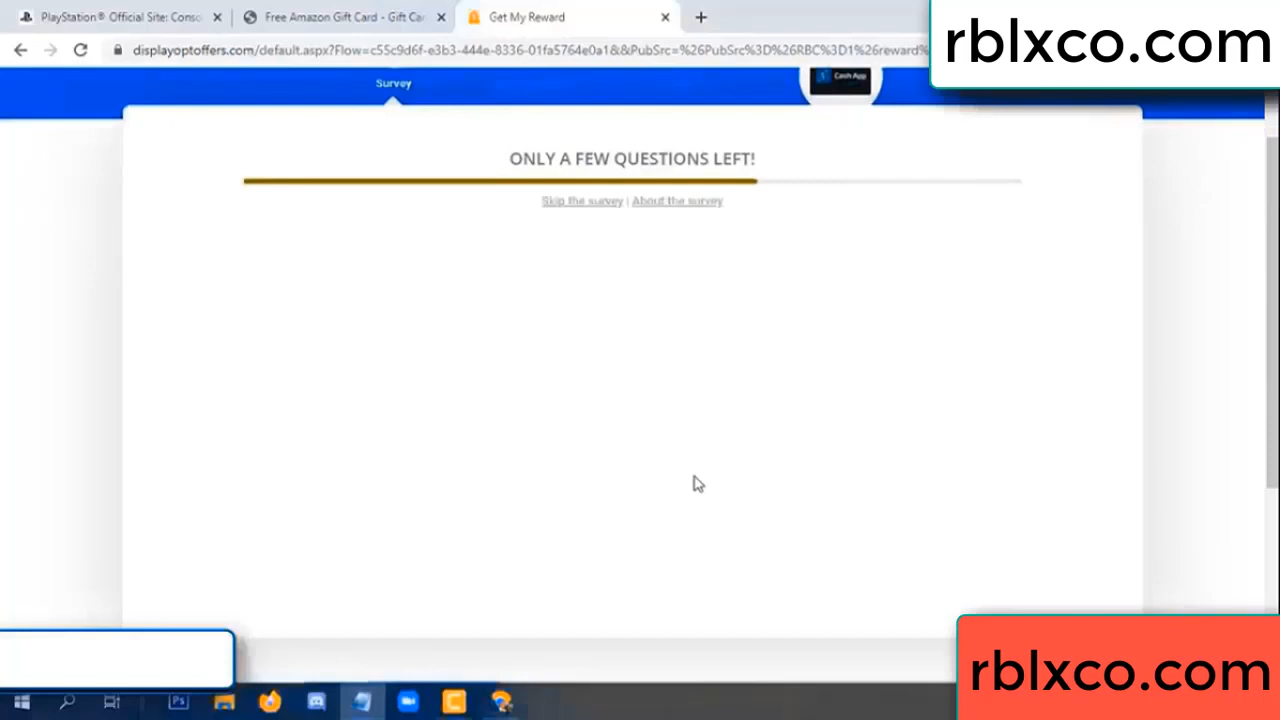 PlayStation® Official Site: Conso
Free Amazon Gift Card - Gift Car
Get My Reward
rblxco.com
displayoptoffers.com/default.aspx?Flow=c55c9d6f-e3b3-444e-8336-01fa5764e0a1&&PubSrc=%26PubSrc%3D%26RBC%3D1%26reward%
Survey
Cash App
ONLY A FEW QUESTIONS LEFT!
Skip the survey | About the survey
rblxco.com
Ps